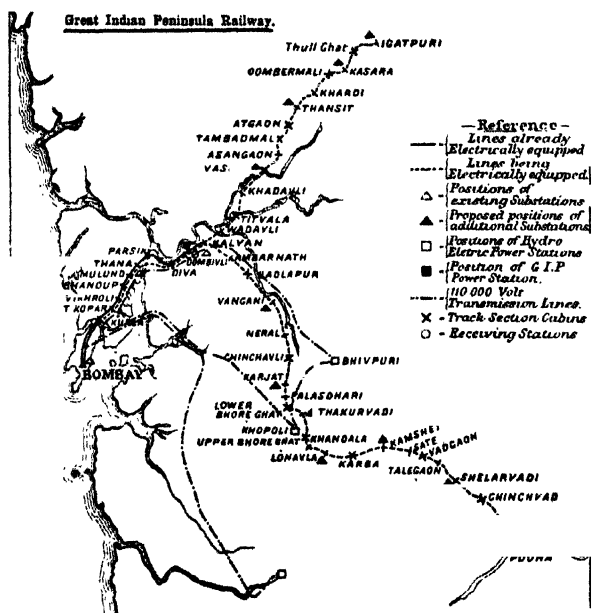 Great Indian Peninsula Railway.
IGATPURI
Thull Ghat
KASARA
OOMBERMALI
KHARDI
THANSIT
ATGAON
TAMBADMAL
ASANGAON
VAS.
KHADAVLI
TITVALA
WADAVLI
KALYAN
AMBARNATH
DOMBIVLI
DIVA
BADLAPUR
PARSIK
THANA
MULUND
BHANDUP
VIKHROLI
T KOPAR
KURLA
BOMBAY
VANGANI
NERAL
CHINCHAVLI
BHIVPURI
KARJAT
PALASDHARI
LOWER
BHORE GHAT
THAKURVADI
KHOPOLI
UPPER BHORE GHAT
KHANDALA
LONAVLA
KARBA
KAMSHET
VADGAON
TALEGAON
SHELARVADI
CHINCHVAD
POONA
— Reference —
Lines already
Electrically equipped
Lines being
Electrically equipped.
Positions of
existing Substations
Proposed positions of
additional Substations.
Positions of Hydro
Eletric Power Stations
- Position of G.I.P
Power Station.
110 000 Volt
Transmission Lines.
- Track Section Cabins
- Receiving Stations